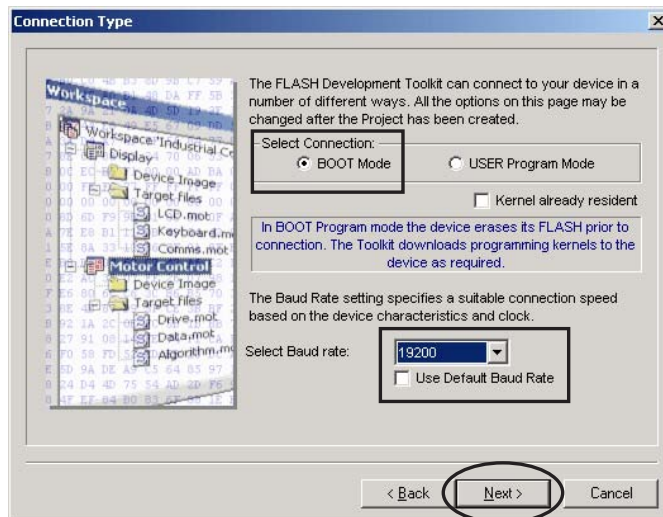 Connection Type
Workspace
Workspace 'Industrial Co
Display
Device Image
Target files
LCD.mot
Keyboard.m
Comms.mot
Motor Control
Device Image
Target Files
Drive.mot
Data.mot
Algorithm.mo
The FLASH Development Toolkit can connect to your device in a
number of different ways. All the options on this page may be
changed after the Project has been created.
Select Connection:
BOOT Mode
USER Program Mode
Kernel already resident
In BOOT Program mode the device erases its FLASH prior to
connection. The Toolkit downloads programming kernels to the
device as required.
The Baud Rate setting specifies a suitable connection speed
based on the device characteristics and clock.
Select Baud rate:
19200
Use Default Baud Rate
< Back
Next >
Cancel